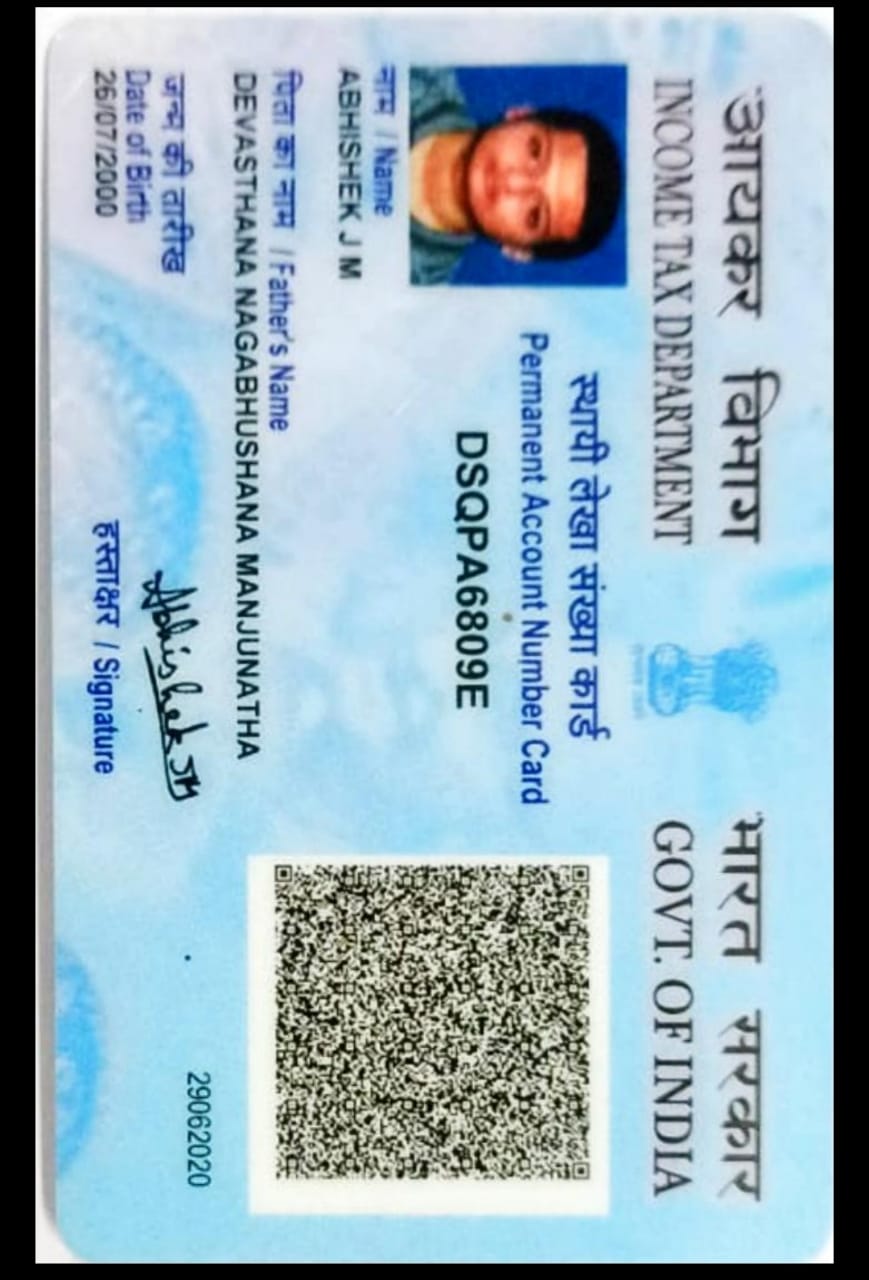 आयकर विभाग
INCOME TAX DEPARTMENT
भारत सरकार
GOVT. OF INDIA
स्थायी लेखा संख्या कार्ड
Permanent Account Number Card
DSQPA6809E
नाम / Name
ABHISHEK J M
पिता का नाम / Father's Name
DEVASTHANA NAGABHUSHANA MANJUNATHA
जन्म की तारीख
Date of Birth
26/07/2000
Abhishek JM
हस्ताक्षर / Signature
29062020